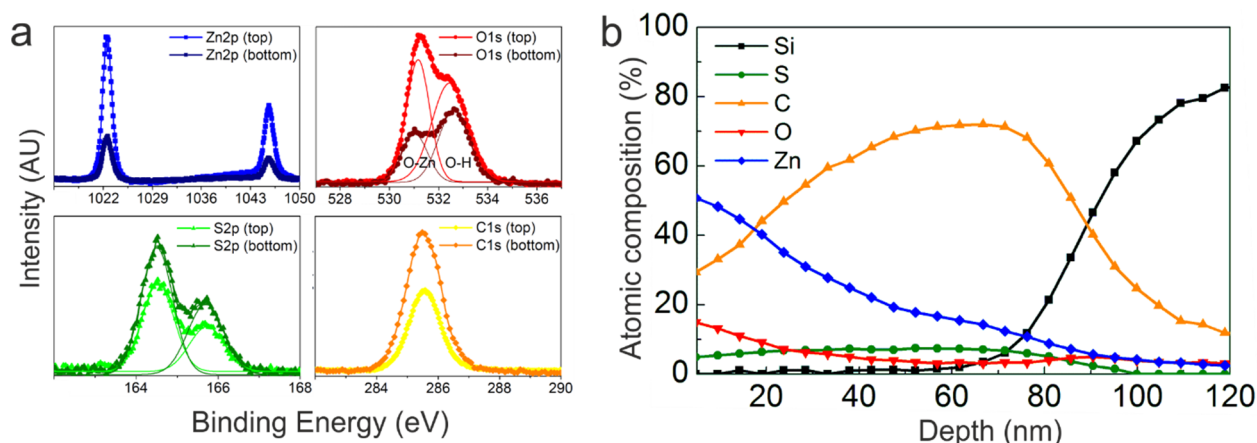 a
Zn2p (top)
Zn2p (bottom)
1022 1029 1036 1043 1050
O1s (top)
O1s (bottom)
O-Zn O-H
528 530 532 534 536
S2p (top)
S2p (bottom)
164 166 168
C1s (top)
C1s (bottom)
284 286 288 290
Intensity (AU)
Binding Energy (eV)
b
Si
S
C
O
Zn
100
80
60
40
20
0
20 40 60 80 100 120
Atomic composition (%)
Depth (nm)